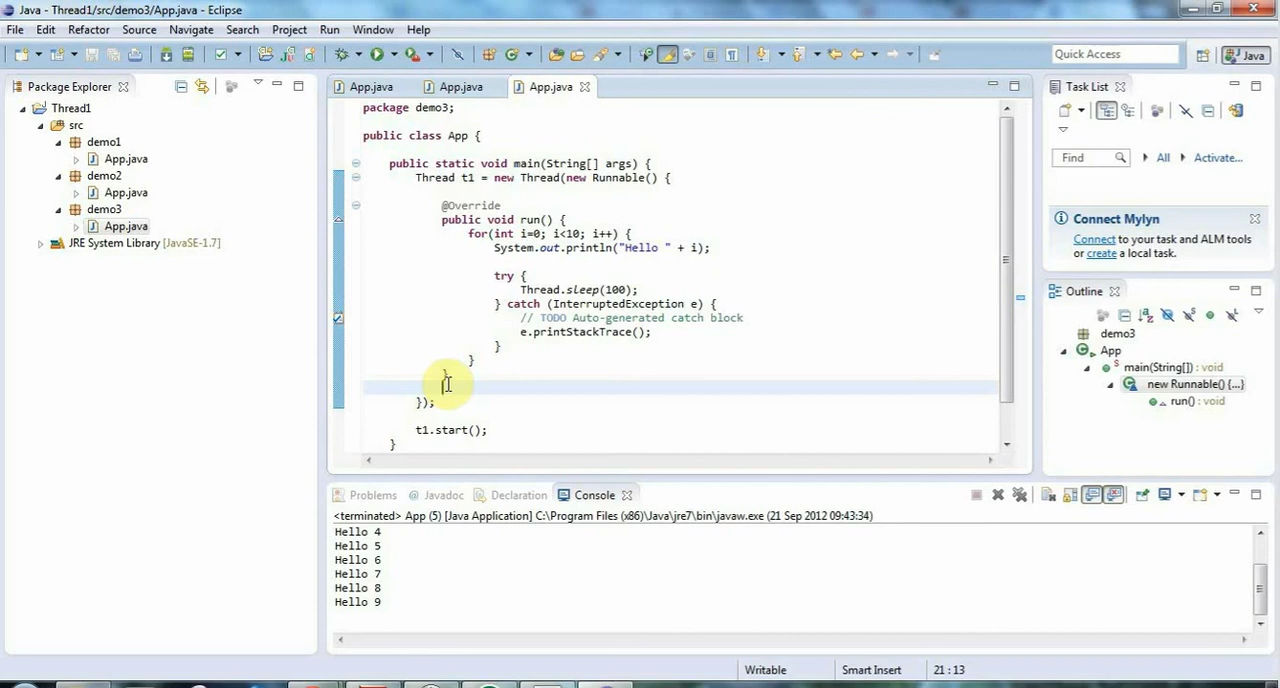 Java - Thread1/src/demo3/App.java - Eclipse
File Edit Refactor Source Navigate Search Project Run Window Help
Quick Access
Java
Package Explorer
Thread1
src
demo1
App.java
demo2
App.java
demo3
App.java
JRE System Library [JavaSE-1.7]
App.java App.java App.java
package demo3;
public class App {
public static void main(String[] args) {
Thread t1 = new Thread(new Runnable() {
@Override
public void run() {
for(int i=0; i<10; i++) {
System.out.println("Hello " + i);
try {
Thread.sleep(100);
} catch (InterruptedException e) {
// TODO Auto-generated catch block
e.printStackTrace();
}
}
}
});
t1.start();
}
Task List
Find All Activate...
Connect Mylyn
Connect to your task and ALM tools
or create a local task.
Outline
demo3
App
main(String[]) : void
new Runnable() {...}
run() : void
Problems @ Javadoc Declaration Console
<terminated> App (5) [Java Application] C:\Program Files (x86)\Java\jre7\bin\javaw.exe (21 Sep 2012 09:43:34)
Hello 4
Hello 5
Hello 6
Hello 7
Hello 8
Hello 9
Writable Smart Insert 21 : 13